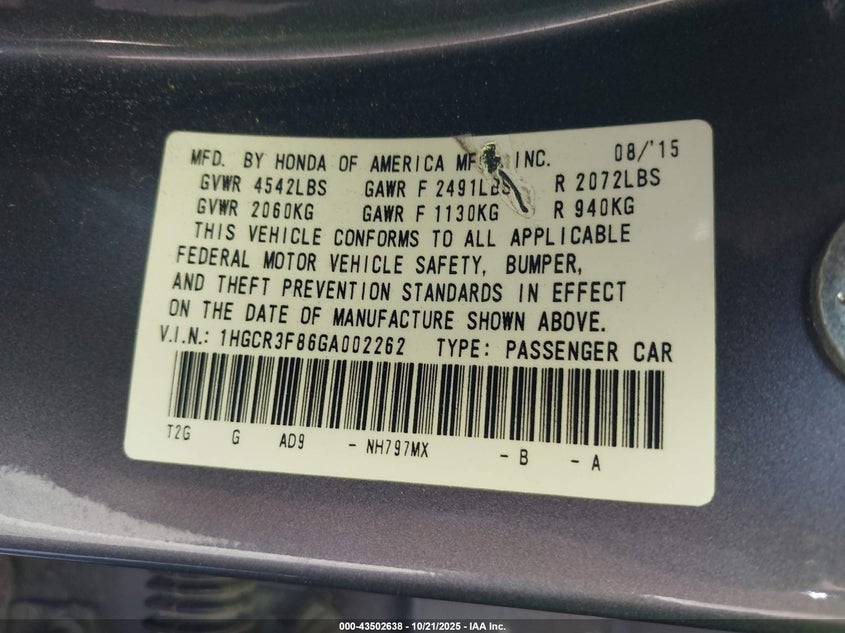 MFD. BY HONDA OF AMERICA MFG., INC. 08/'15
GVWR 4542LBS GAWR F 2491LBS R 2072LBS
GVWR 2060KG GAWR F 1130KG R 940KG
THIS VEHICLE CONFORMS TO ALL APPLICABLE
FEDERAL MOTOR VEHICLE SAFETY, BUMPER,
AND THEFT PREVENTION STANDARDS IN EFFECT
ON THE DATE OF MANUFACTURE SHOWN ABOVE.
V.I.N.: 1HGCR3F86GA002262 TYPE: PASSENGER CAR
T2G G AD9 - NH797MX - B - A
000-43502638 - 10/21/2025 - IAA Inc.